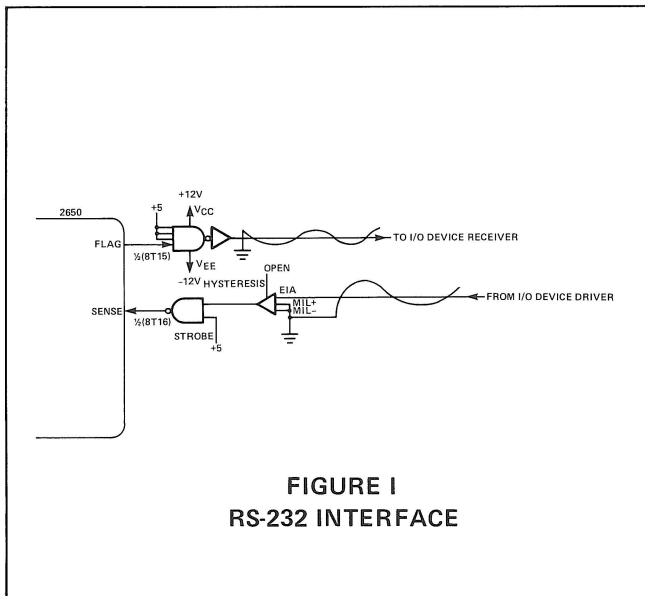 2650
+5
+12V
VCC
FLAG
½(8T15)
VEE
-12V
TO I/O DEVICE RECEIVER
HYSTERESIS
OPEN
EIA
MIL+
MIL-
FROM I/O DEVICE DRIVER
SENSE
½(8T16)
STROBE
+5
FIGURE I
RS-232 INTERFACE